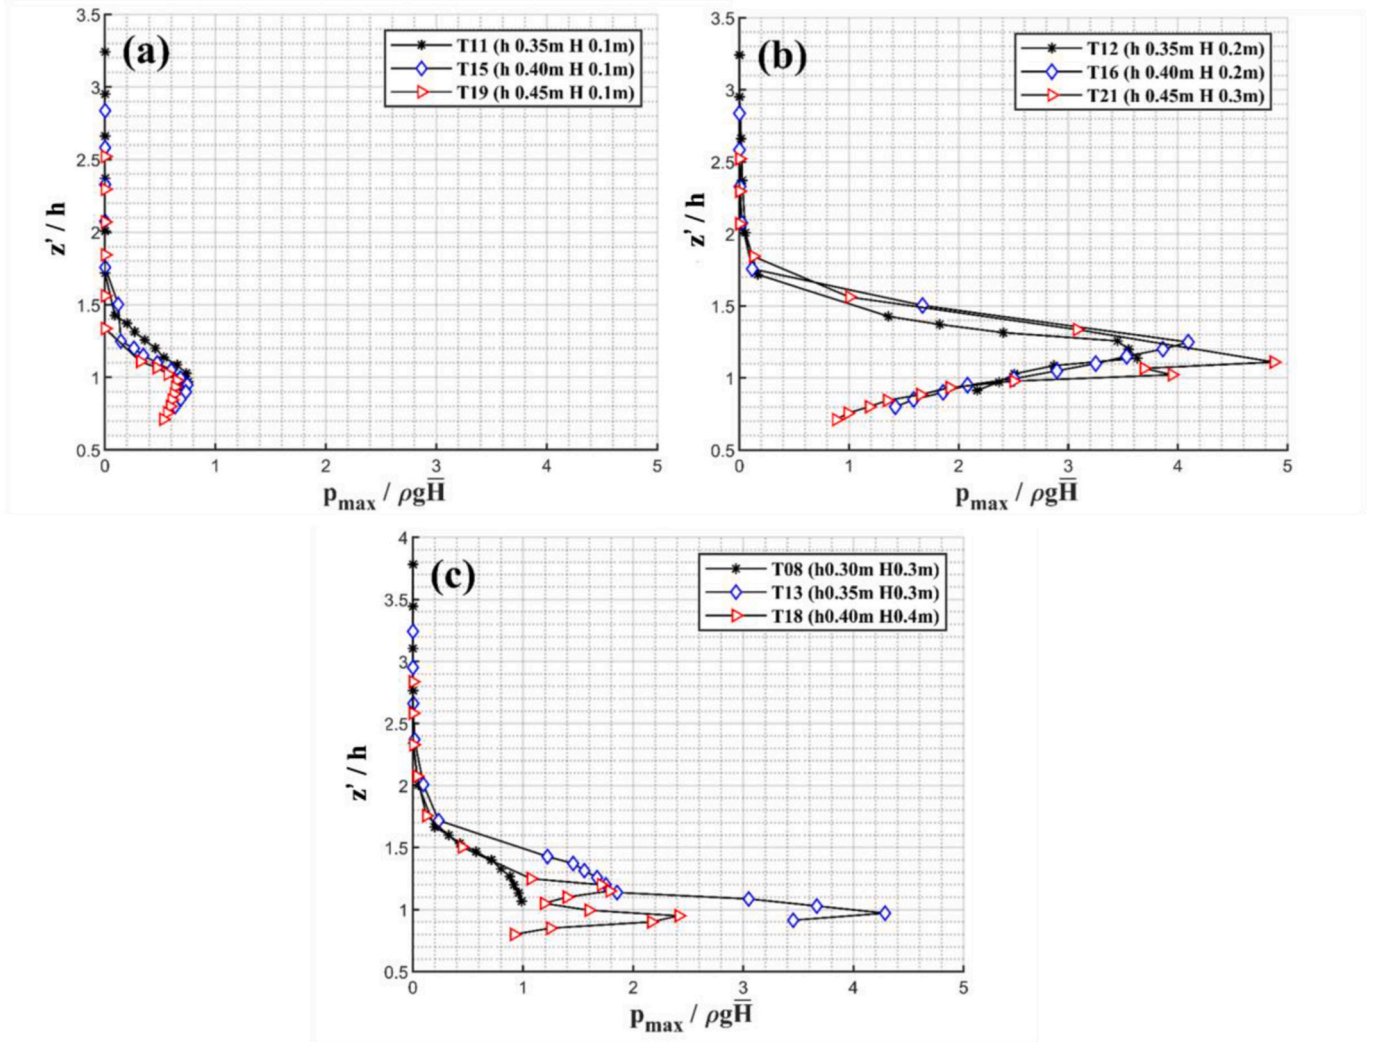 (a)
T11 (h 0.35m H 0.1m)
T15 (h 0.40m H 0.1m)
T19 (h 0.45m H 0.1m)
3.5
3
2.5
2
1.5
1
0.5
z' / h
0 1 2 3 4 5
pmax / ρgH̅
(b)
T12 (h 0.35m H 0.2m)
T16 (h 0.40m H 0.2m)
T21 (h 0.45m H 0.3m)
3.5
3
2.5
2
1.5
1
0.5
z' / h
0 1 2 3 4 5
pmax / ρgH̅
(c)
T08 (h0.30m H0.3m)
T13 (h0.35m H0.3m)
T18 (h0.40m H0.4m)
4
3.5
3
2.5
2
1.5
1
0.5
z' / h
0 1 2 3 4 5
pmax / ρgH̅